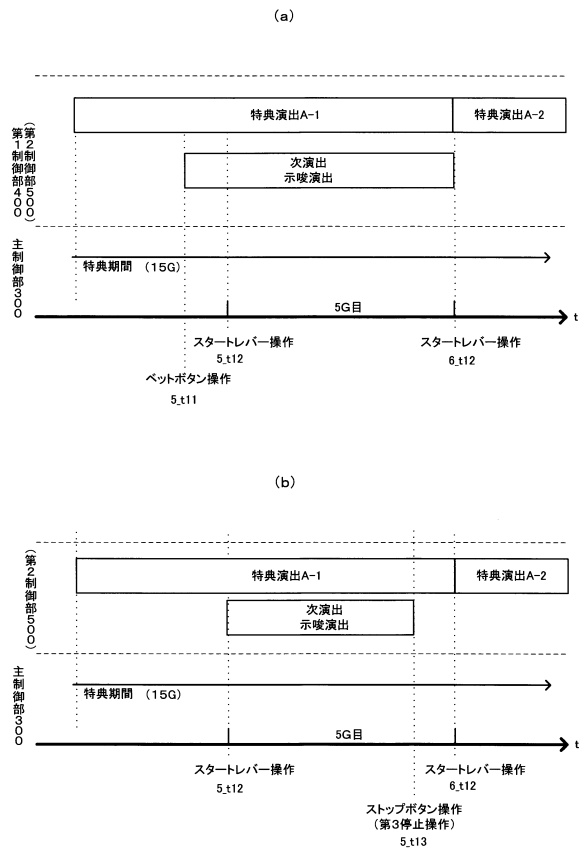 (a)
特典演出A-1
特典演出A-2
次演出
示唆演出
第1制御部400
(第2制御部500)
主制御部300
特典期間 (15G)
5G目
t
スタートレバー操作
5_t12
スタートレバー操作
6_t12
ベットボタン操作
5_t11
(b)
特典演出A-1
特典演出A-2
次演出
示唆演出
(第2制御部500)
主制御部300
特典期間 (15G)
5G目
t
スタートレバー操作
5_t12
スタートレバー操作
6_t12
ストップボタン操作
(第3停止操作)
5_t13